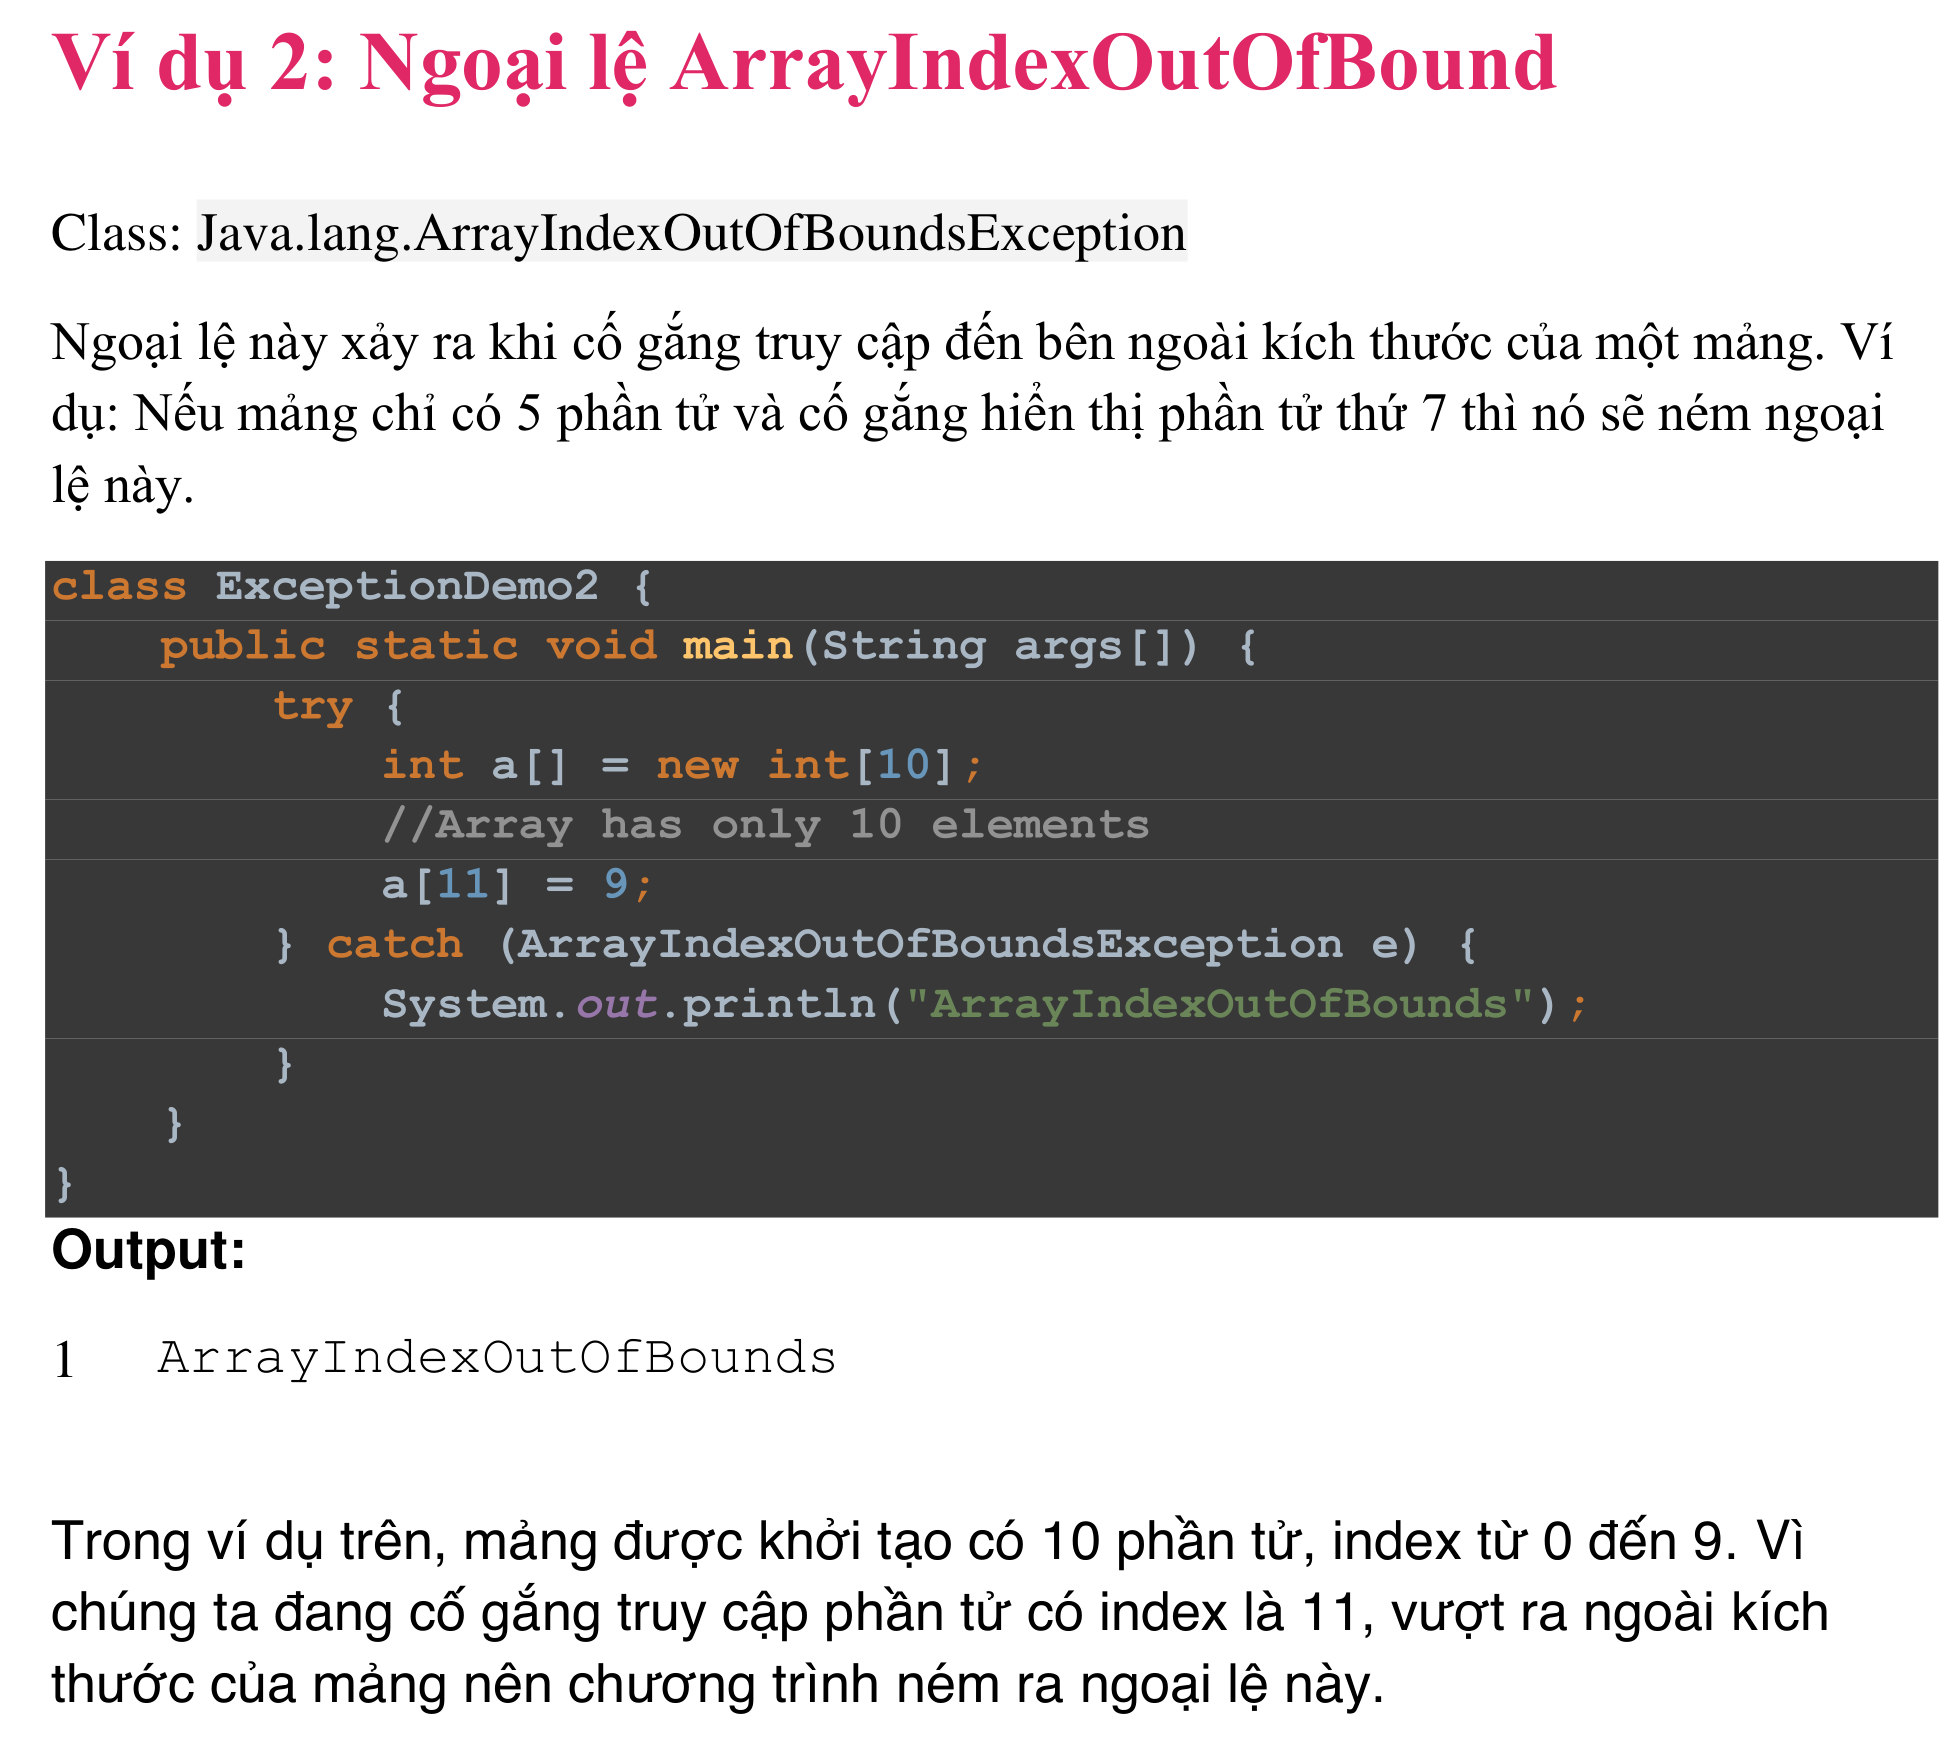 Ví dụ 2: Ngoại lệ ArrayIndexOutOfBound
Class: Java.lang.ArrayIndexOutOfBoundsException
Ngoại lệ này xảy ra khi cố gắng truy cập đến bên ngoài kích thước của một mảng. Ví
dụ: Nếu mảng chỉ có 5 phần tử và cố gắng hiển thị phần tử thứ 7 thì nó sẽ ném ngoại
lệ này.
class ExceptionDemo2 {
    public static void main(String args[]) {
        try {
            int a[] = new int[10];
            //Array has only 10 elements
            a[11] = 9;
        } catch (ArrayIndexOutOfBoundsException e) {
            System.out.println("ArrayIndexOutOfBounds");
        }
    }
}
Output:
1 ArrayIndexOutOfBounds
Trong ví dụ trên, mảng được khởi tạo có 10 phần tử, index từ 0 đến 9. Vì
chúng ta đang cố gắng truy cập phần tử có index là 11, vượt ra ngoài kích
thước của mảng nên chương trình ném ra ngoại lệ này.